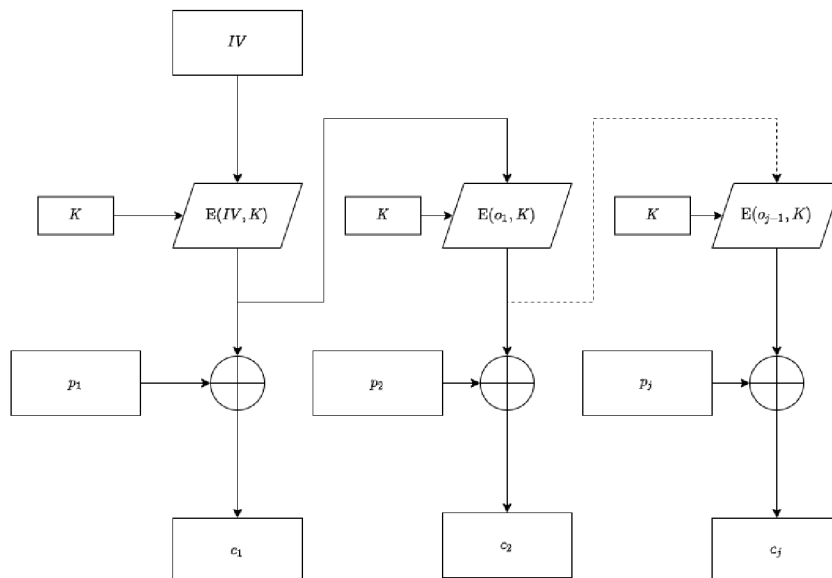 IV
K
E(IV, K)
K
E(o₁, K)
K
E(oⱼ₋₁, K)
p₁
p₂
pⱼ
c₁
c₂
cⱼ